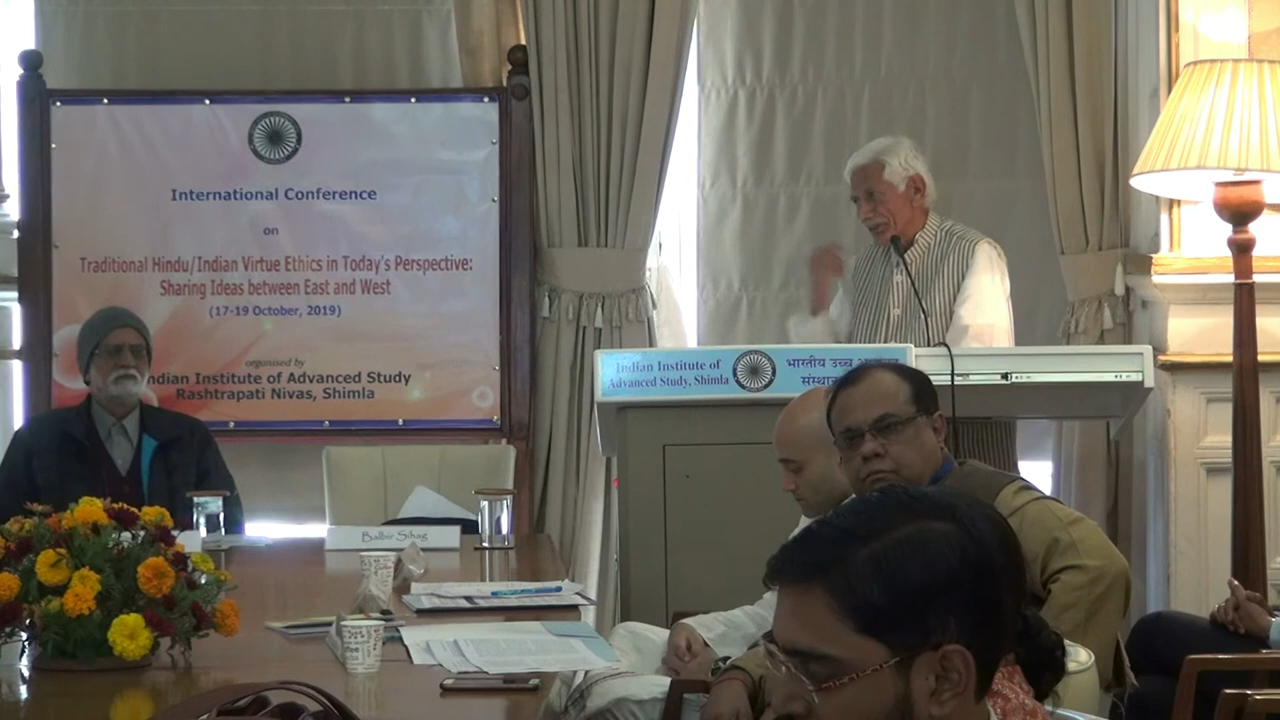 International Conference
on
Traditional Hindu/Indian Virtue Ethics in Today's Perspective:
Sharing Ideas between East and West
(17-19 October, 2019)
organised by
Indian Institute of Advanced Study
Rashtrapati Nivas, Shimla
Indian Institute of
Advanced Study, Shimla
भारतीय उच्च
संस्थान
Balbir Sihag